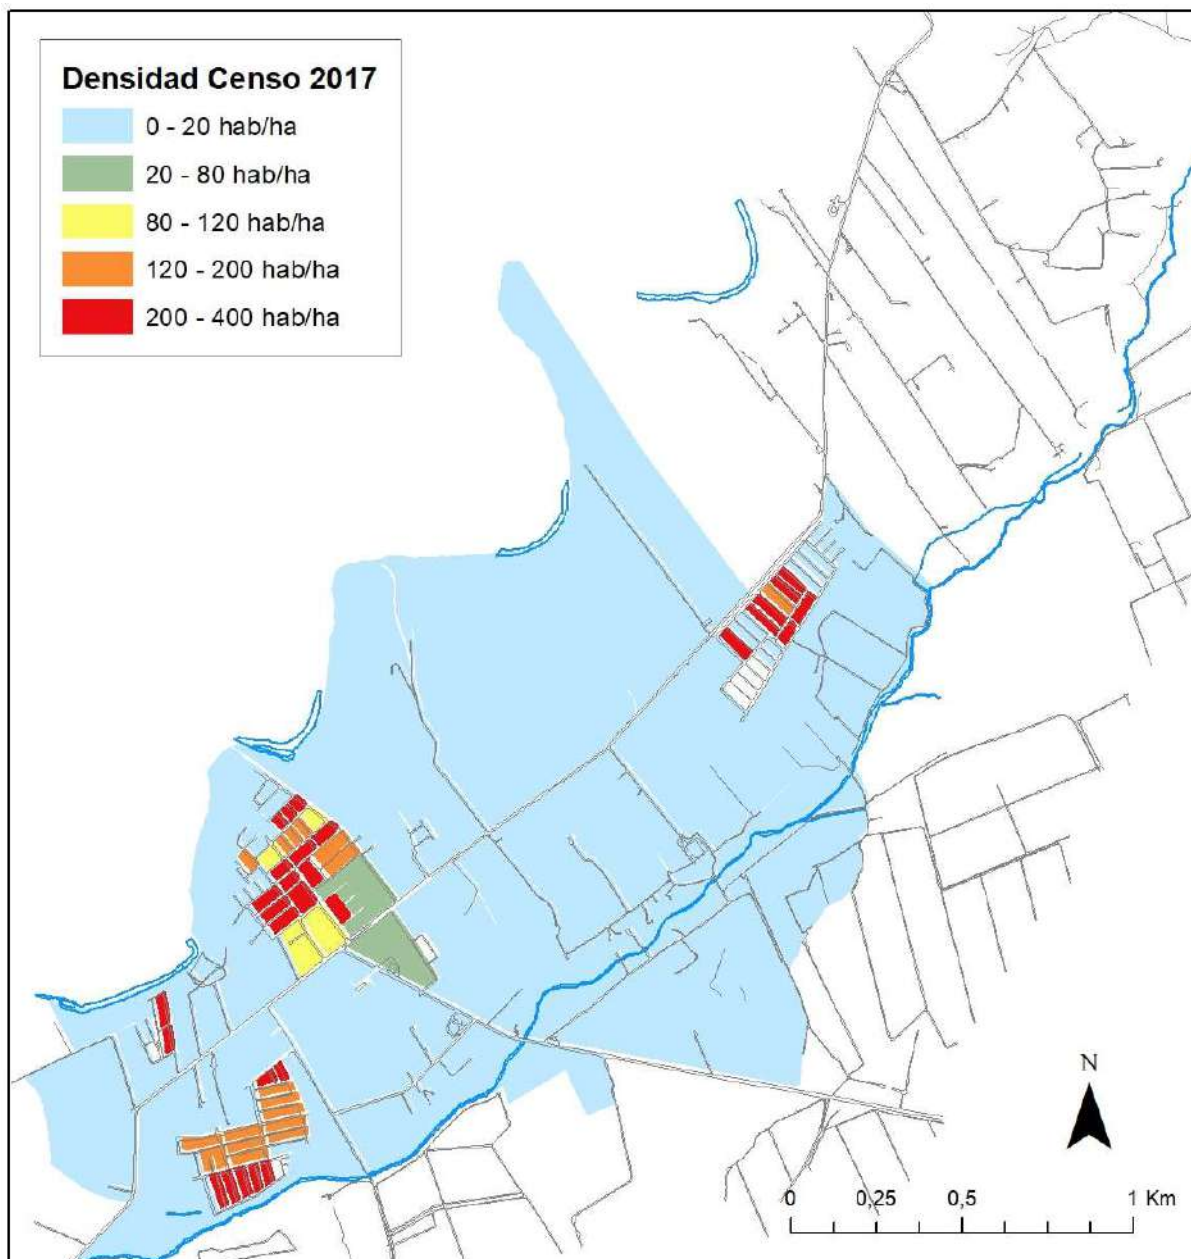 Densidad Censo 2017
0 - 20 hab/ha
20 - 80 hab/ha
80 - 120 hab/ha
120 - 200 hab/ha
200 - 400 hab/ha
N
0 0,25 0,5 1 Km